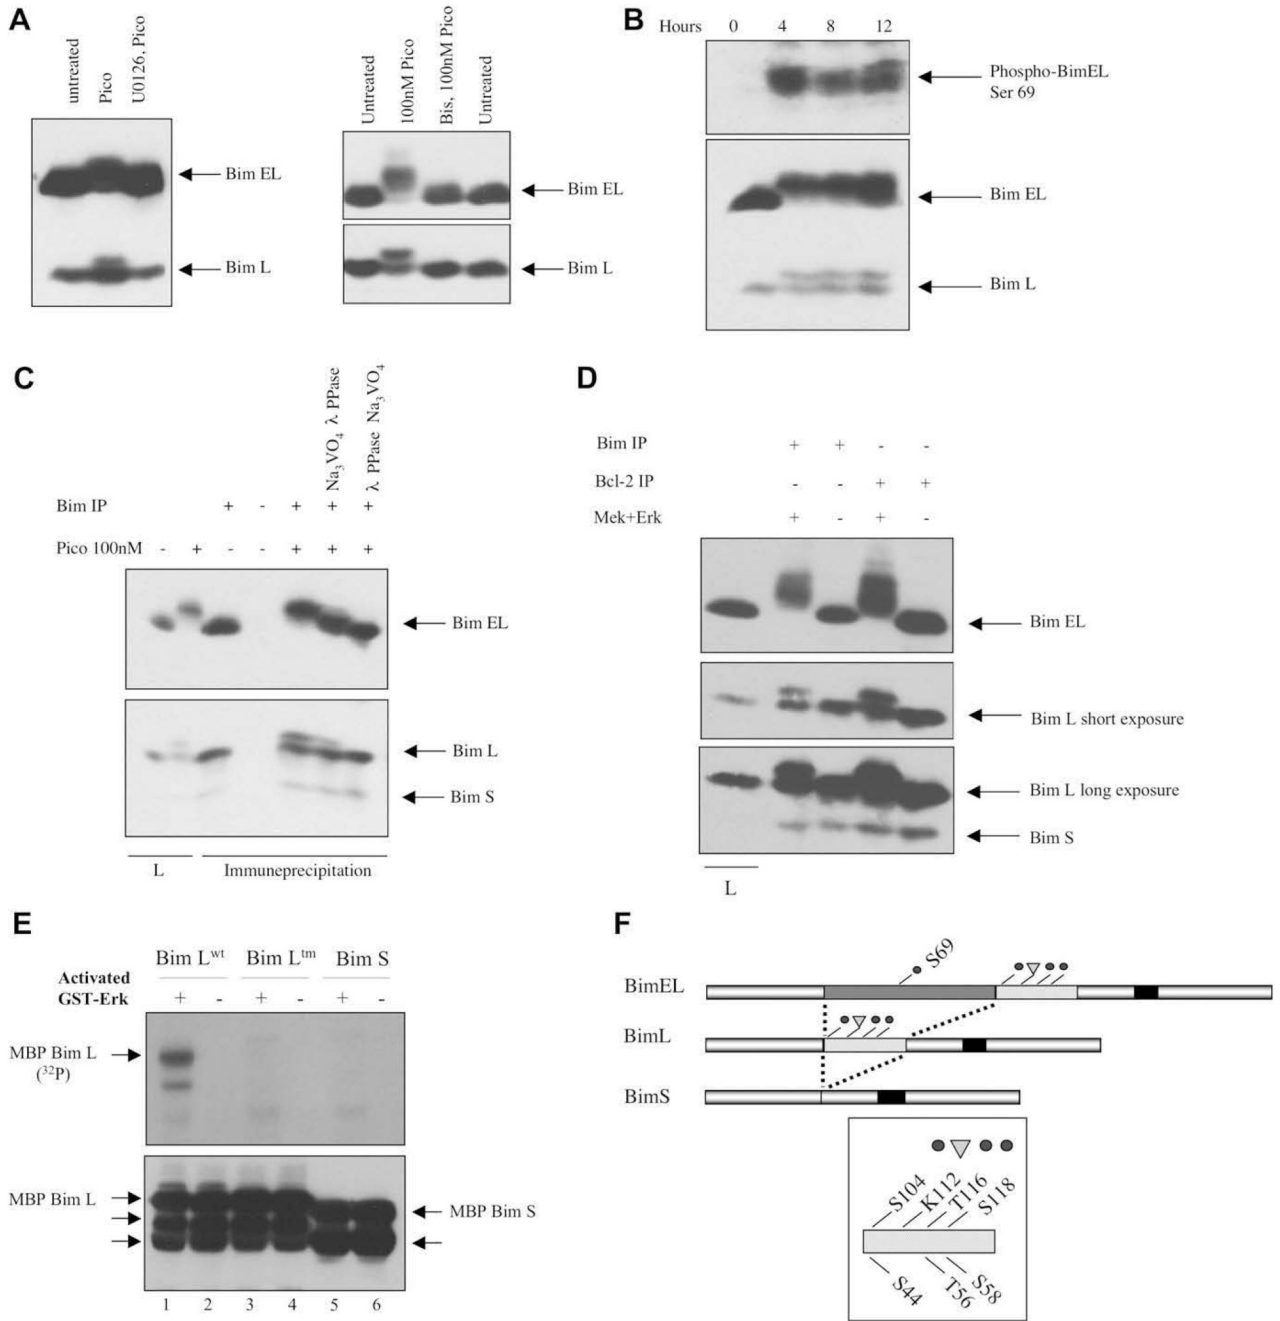 A
untreated
Pico
U0126, Pico
Bim EL
Bim L
Untreated
100nM Pico
Bis, 100nM Pico
Untreated
Bim EL
Bim L
B
Hours 0 4 8 12
Phospho-BimEL
Ser 69
Bim EL
Bim L
C
Na3VO4 λ PPase
λ PPase Na3VO4
Bim IP + - + + +
Pico 100nM - + - - + + +
Bim EL
Bim L
Bim S
L Immuneprecipitation
D
Bim IP + + - -
Bcl-2 IP - - + +
Mek+Erk + - + -
Bim EL
Bim L short exposure
Bim L long exposure
Bim S
L
E
Bim Lwt Bim Ltm Bim S
Activated
GST-Erk + - + - + -
MBP Bim L
(32P)
MBP Bim L
MBP Bim S
1 2 3 4 5 6
F
S69
BimEL
BimL
BimS
S104 K112 T116 S118
S44 T56 S58